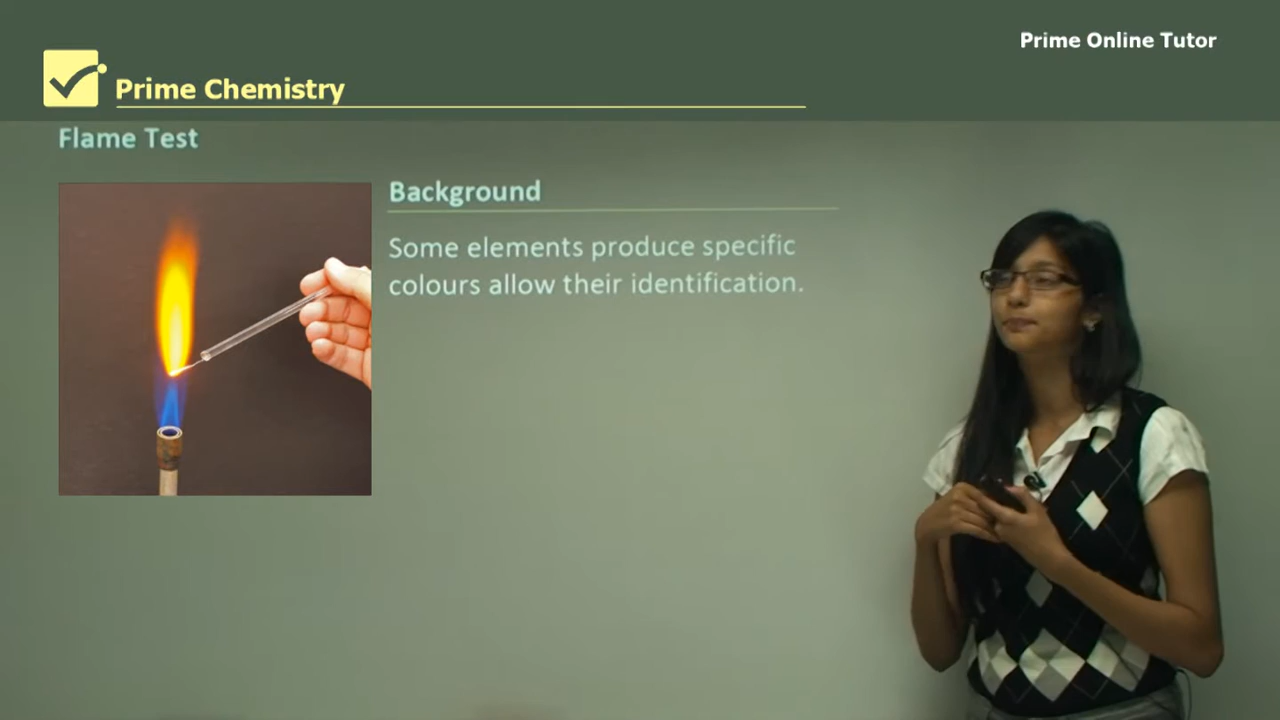 Prime Online Tutor
Prime Chemistry
Flame Test
Background
Some elements produce specific
colours allow their identification.